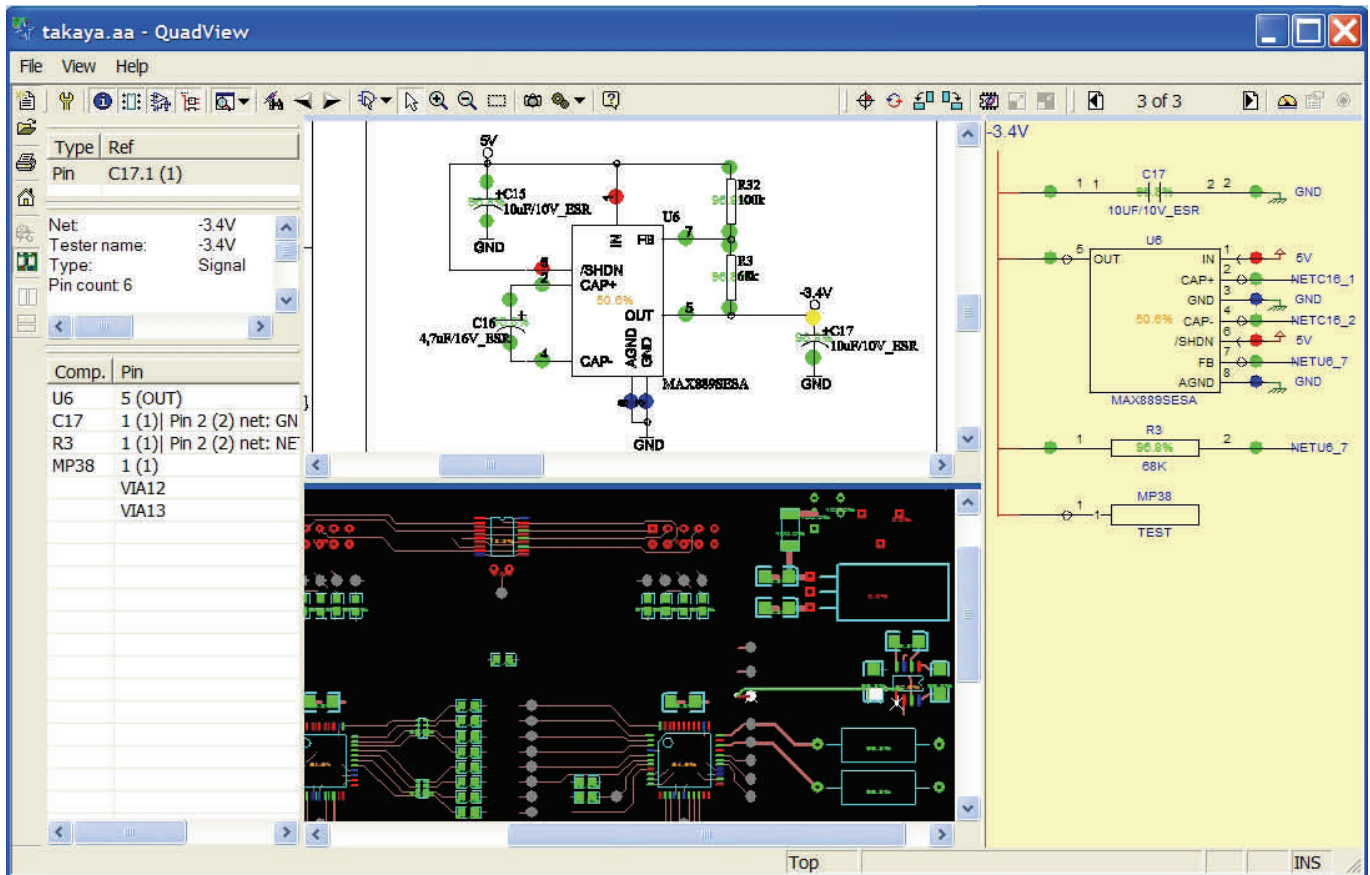 takaya.aa - QuadView
File View Help
3 of 3
Type Ref
Pin C17.1 (1)
Net: -3.4V
Tester name: -3.4V
Type: Signal
Pin count: 6
Comp. Pin
U6 5 (OUT)
C17 1 (1)| Pin 2 (2) net: GN
R3 1 (1)| Pin 2 (2) net: NE
MP38 1 (1)
VIA12
VIA13
5V
+C15
10uF/10V_ESR
GND
R32
100k
U6
IN
FB
7
R3
68k
/SHDN
2
CAP+
50.6%
OUT
5
-3.4V
C16
+
4,7uF/16V_ESR
+C17
10uF/10V_ESR
4
CAP-
AGND
GND
MAX889SESA
GND
GND
-3.4V
C17
1 1 2 2 GND
10UF/10V_ESR
U6
5 OUT IN 1 5V
CAP+ 2 NETC16_1
GND 3 GND
50.6% CAP- 4 NETC16_2
/SHDN 6 5V
FB 7 NETU6_7
AGND 8 GND
MAX889SESA
R3
1 96.8% 2 NETU6_7
68K
MP38
1 1
TEST
Top INS